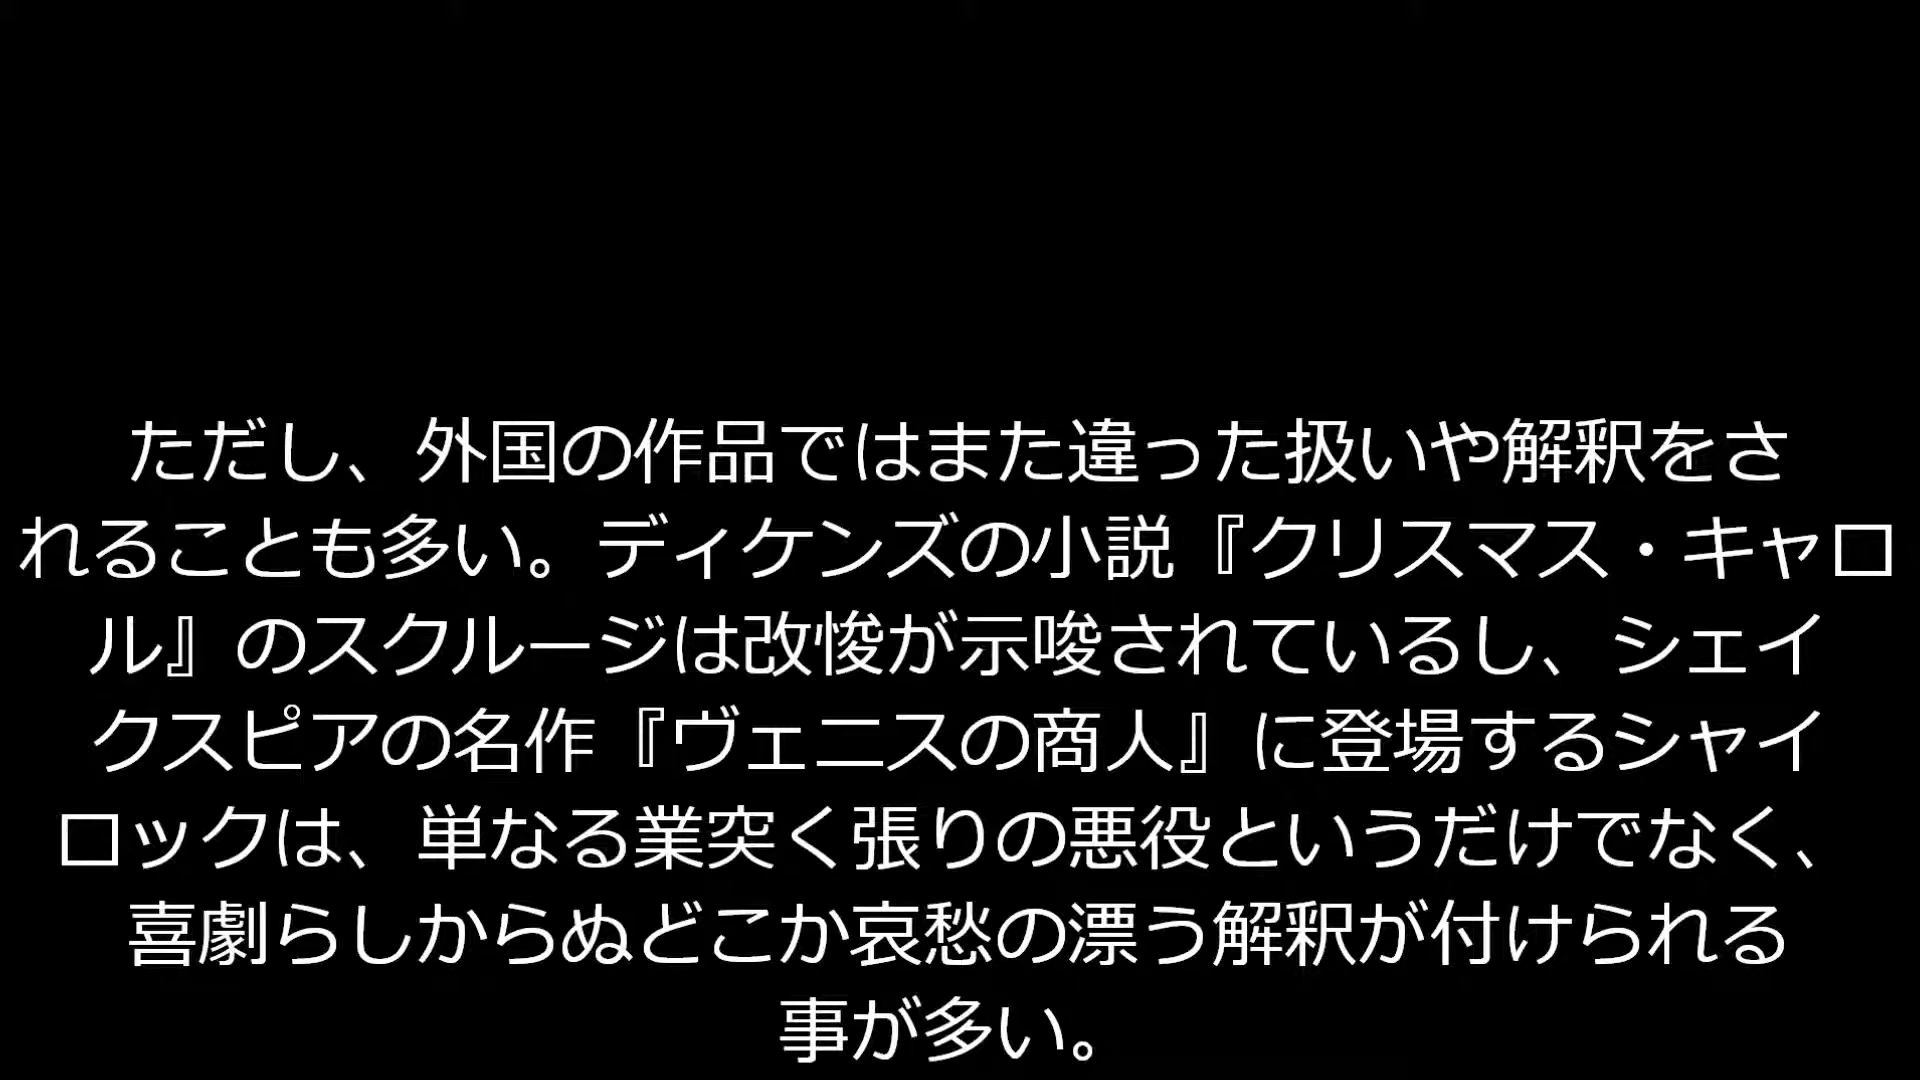 ただし、外国の作品ではまた違った扱いや解釈をさ
れることも多い。ディケンズの小説『クリスマス・キャロ
ル』のスクルージは改悛が示唆されているし、シェイ
クスピアの名作『ヴェニスの商人』に登場するシャイ
ロックは、単なる業突く張りの悪役というだけでなく、
喜劇らしからぬどこか哀愁の漂う解釈が付けられる
事が多い。